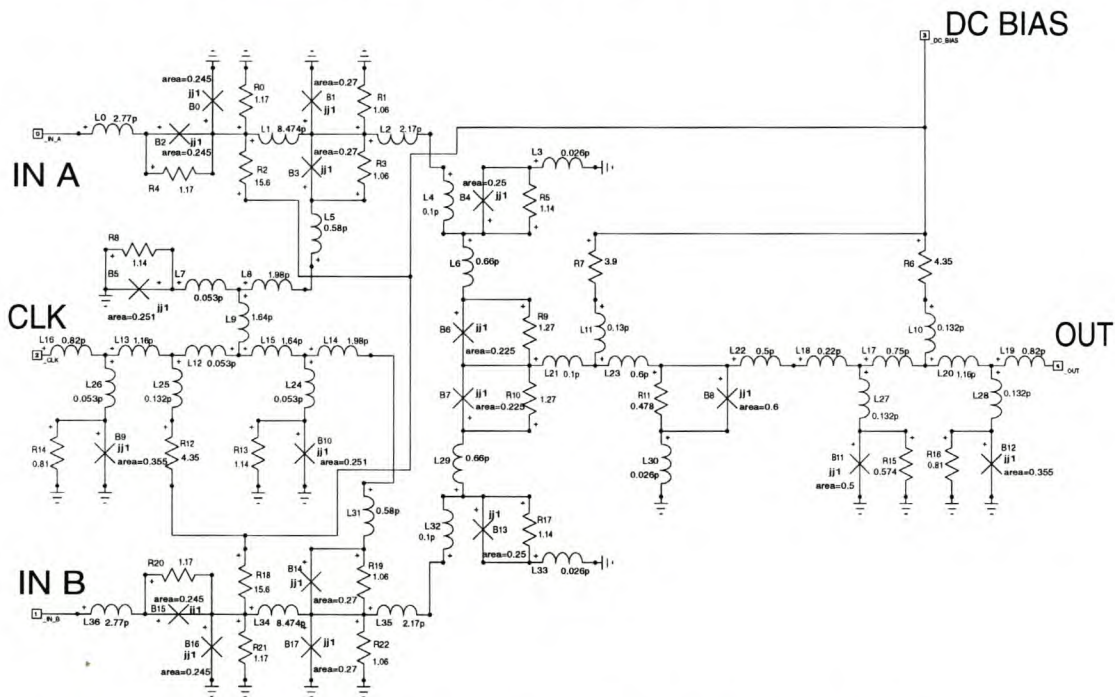 DC BIAS
3
_DC_BIAS
area=0.245
jj1
B0
R0
1.17
area=0.27
B1
jj1
R1
1.06
L0 2.77p
0
_IN_A
B2
jj1
area=0.245
R4
1.17
L1 8.474p
L2 2.17p
R2
15.6
area=0.27
B3
jj1
R3
1.06
IN A
L3 0.026p
area=0.25
B4
jj1
R5
1.14
L4
0.1p
L5
0.58p
R8
1.14
B5
jj1
area=0.251
L7
0.053p
L8 1.98p
L6 0.66p
R7 3.9
R6 4.35
CLK
L9 1.64p
B6
jj1
area=0.225
R9
1.27
L11 0.13p
L10 0.132p
OUT
L16 0.82p
2
_CLK
L13 1.16p
L12 0.053p
L15 1.64p
L14 1.98p
L21 0.1p
L23 0.6p
L22 0.5p
L18 0.22p
L17 0.75p
L20 1.16p
L19 0.82p
_OUT
L26
0.053p
L25
0.132p
L24
0.053p
B7
jj1
area=0.225
R10
1.27
R11
0.478
B8
jj1
area=0.6
L27
0.132p
L28
0.132p
R14
0.81
B9
jj1
area=0.355
R12
4.35
R13
1.14
B10
jj1
area=0.251
L29 0.66p
L30
0.026p
B11
jj1
area=0.5
R15
0.574
R16
0.81
B12
jj1
area=0.355
L31 0.58p
L32
0.1p
jj1
B13
area=0.25
R17
1.14
L33 0.026p
IN B
R20 1.17
area=0.245
B15 jj1
R18
15.6
B14
jj1
area=0.27
R19
1.06
1
_IN_B
L36 2.77p
L34 8.474p
L35 2.17p
B16
jj1
area=0.245
R21
1.17
B17 jj1
area=0.27
R22
1.06